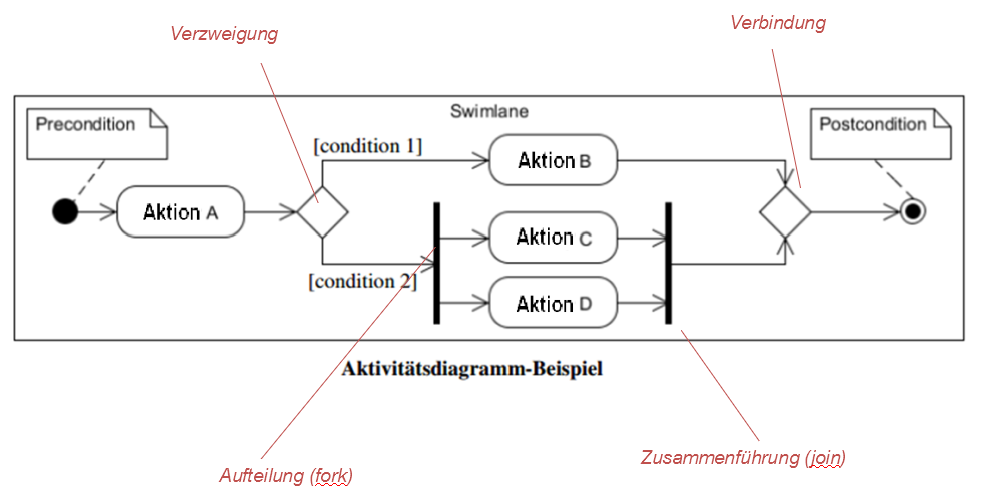 Verzweigung
Verbindung
Swimlane
Precondition
Postcondition
[condition 1]
Aktion B
Aktion A
Aktion C
[condition 2]
Aktion D
Aktivitätsdiagramm-Beispiel
Aufteilung (fork)
Zusammenführung (join)